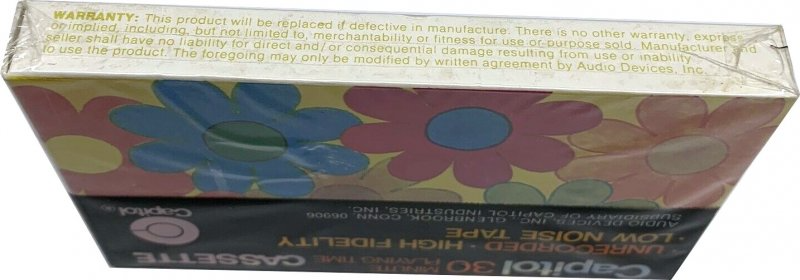 WARRANTY: This product will be replaced if defective in manufacture. There is no other warranty, express
or implied, including, but not limited to, merchantability or fitness for use or purpose sold. Manufacturer and
seller shall have no liability for direct and/or consequential damage resulting from use or inability
to use the product. The foregoing may only be modified by written agreement by Audio Devices, Inc.
Capitol 30 MINUTE PLAYING TIME CASSETTE
• UNRECORDED • HIGH FIDELITY
• LOW NOISE TAPE
AUDIO DEVICES, INC., GLENBROOK, CONN. 06906
SUBSIDIARY OF CAPITOL INDUSTRIES, INC.
Capitol ®